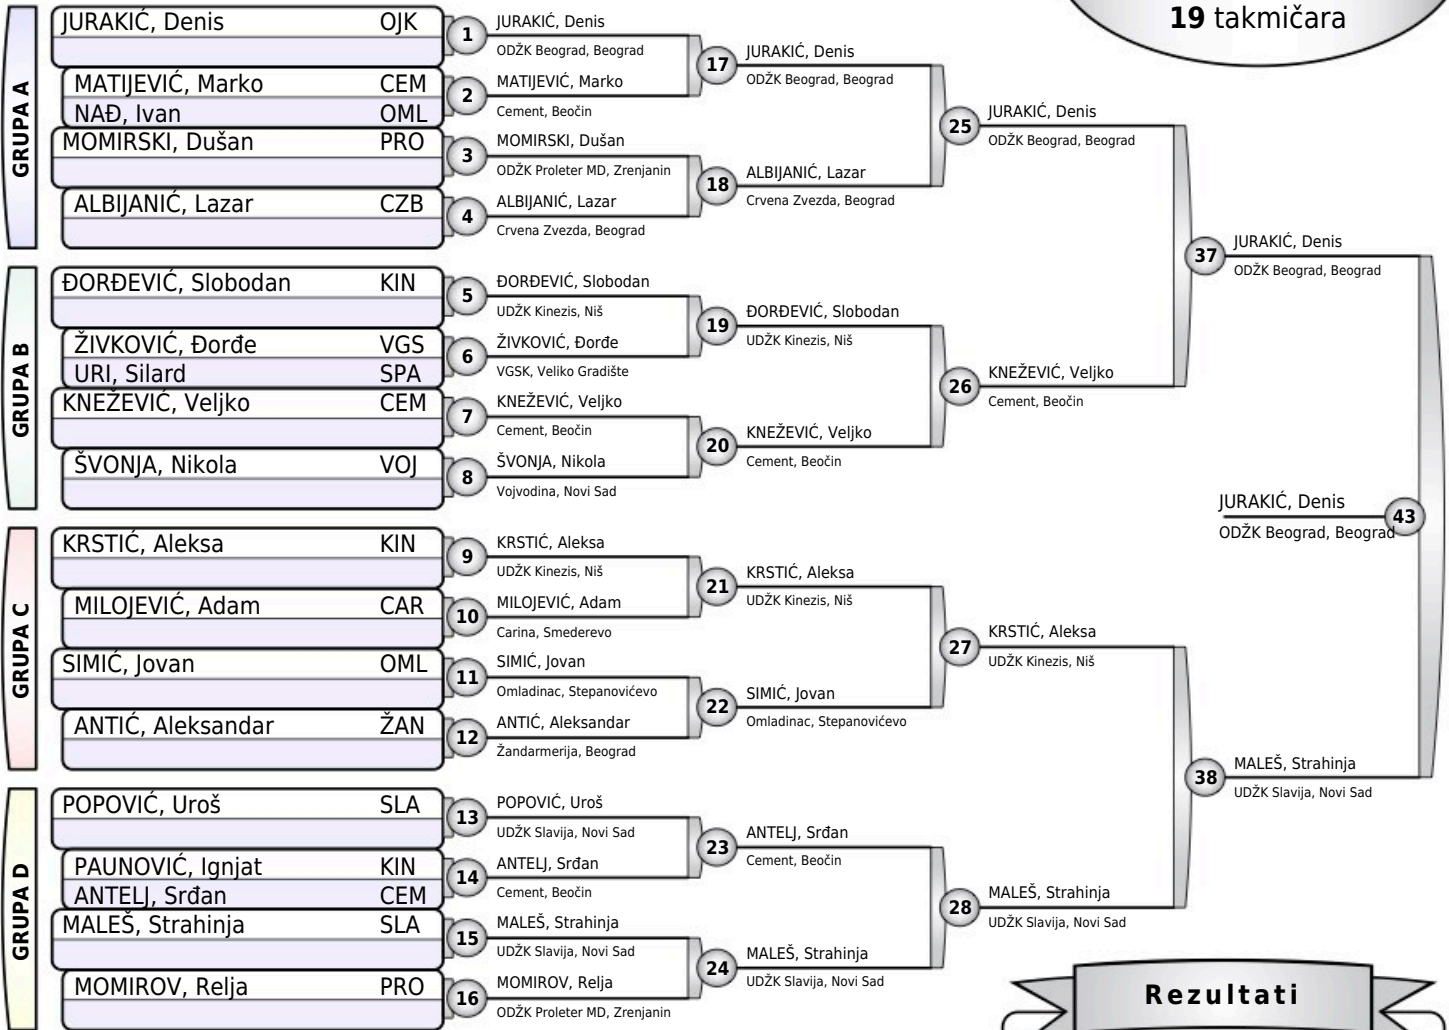 19 takmičara
GRUPA A
JURAKIĆ, Denis OJK
MATIJEVIĆ, Marko CEM
NAĐ, Ivan OML
MOMIRSKI, Dušan PRO
ALBIJANIĆ, Lazar CZB
GRUPA B
ĐORĐEVIĆ, Slobodan KIN
ŽIVKOVIĆ, Đorđe VGS
URI, Silard SPA
KNEŽEVIĆ, Veljko CEM
ŠVONJA, Nikola VOJ
GRUPA C
KRSTIĆ, Aleksa KIN
MILOJEVIĆ, Adam CAR
SIMIĆ, Jovan OML
ANTIĆ, Aleksandar ŽAN
GRUPA D
POPOVIĆ, Uroš SLA
PAUNOVIĆ, Ignjat KIN
ANTELJ, Srđan CEM
MALEŠ, Strahinja SLA
MOMIROV, Relja PRO
1 JURAKIĆ, Denis
ODŽK Beograd, Beograd
2 MATIJEVIĆ, Marko
Cement, Beočin
3 MOMIRSKI, Dušan
ODŽK Proleter MD, Zrenjanin
4 ALBIJANIĆ, Lazar
Crvena Zvezda, Beograd
5 ĐORĐEVIĆ, Slobodan
UDŽK Kinezis, Niš
6 ŽIVKOVIĆ, Đorđe
VGSK, Veliko Gradište
7 KNEŽEVIĆ, Veljko
Cement, Beočin
8 ŠVONJA, Nikola
Vojvodina, Novi Sad
9 KRSTIĆ, Aleksa
UDŽK Kinezis, Niš
10 MILOJEVIĆ, Adam
Carina, Smederevo
11 SIMIĆ, Jovan
Omladinac, Stepanovićevo
12 ANTIĆ, Aleksandar
Žandarmerija, Beograd
13 POPOVIĆ, Uroš
UDŽK Slavija, Novi Sad
14 ANTELJ, Srđan
Cement, Beočin
15 MALEŠ, Strahinja
UDŽK Slavija, Novi Sad
16 MOMIROV, Relja
ODŽK Proleter MD, Zrenjanin
17 JURAKIĆ, Denis
ODŽK Beograd, Beograd
18 ALBIJANIĆ, Lazar
Crvena Zvezda, Beograd
19 ĐORĐEVIĆ, Slobodan
UDŽK Kinezis, Niš
20 KNEŽEVIĆ, Veljko
Cement, Beočin
21 KRSTIĆ, Aleksa
UDŽK Kinezis, Niš
22 SIMIĆ, Jovan
Omladinac, Stepanovićevo
23 ANTELJ, Srđan
Cement, Beočin
24 MALEŠ, Strahinja
UDŽK Slavija, Novi Sad
25 JURAKIĆ, Denis
ODŽK Beograd, Beograd
26 KNEŽEVIĆ, Veljko
Cement, Beočin
27 KRSTIĆ, Aleksa
UDŽK Kinezis, Niš
28 MALEŠ, Strahinja
UDŽK Slavija, Novi Sad
37 JURAKIĆ, Denis
ODŽK Beograd, Beograd
38 MALEŠ, Strahinja
UDŽK Slavija, Novi Sad
JURAKIĆ, Denis 43
ODŽK Beograd, Beograd
Rezultati